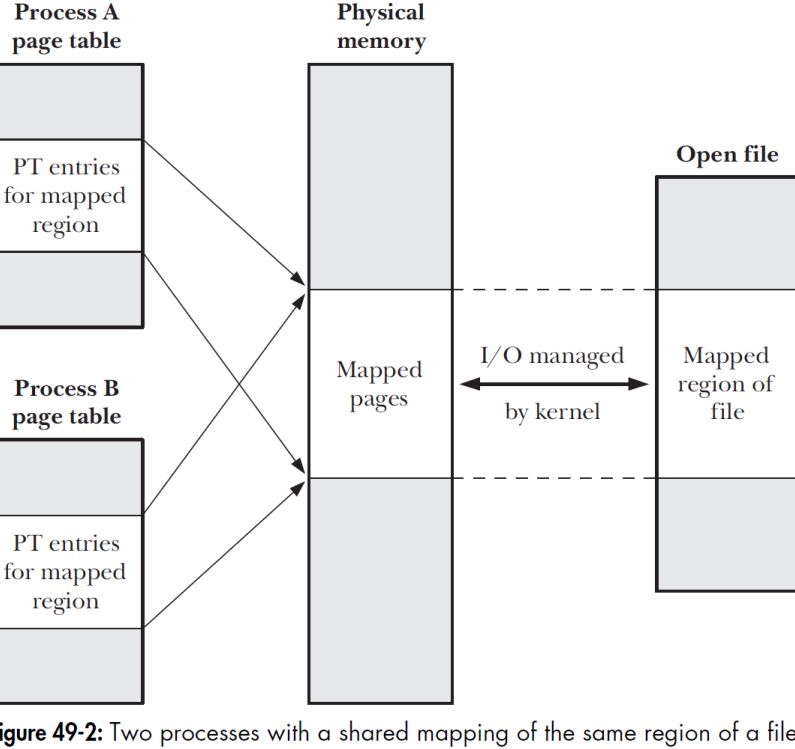 Process A
page table
PT entries
for mapped
region
Process B
page table
PT entries
for mapped
region
Physical
memory
Mapped
pages
I/O managed
by kernel
Open file
Mapped
region of
file
igure 49-2: Two processes with a shared mapping of the same region of a file